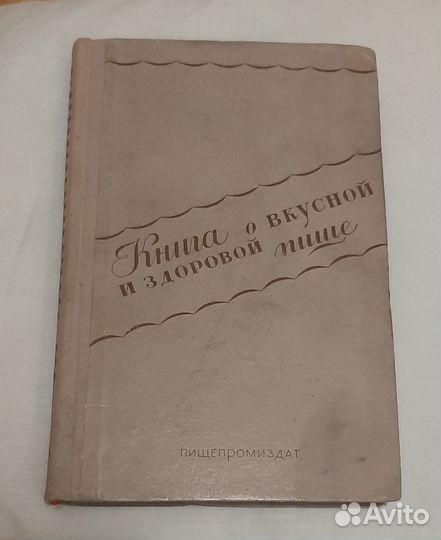 Книга о вкусной
и здоровой пище
пищепромиздат
Avito